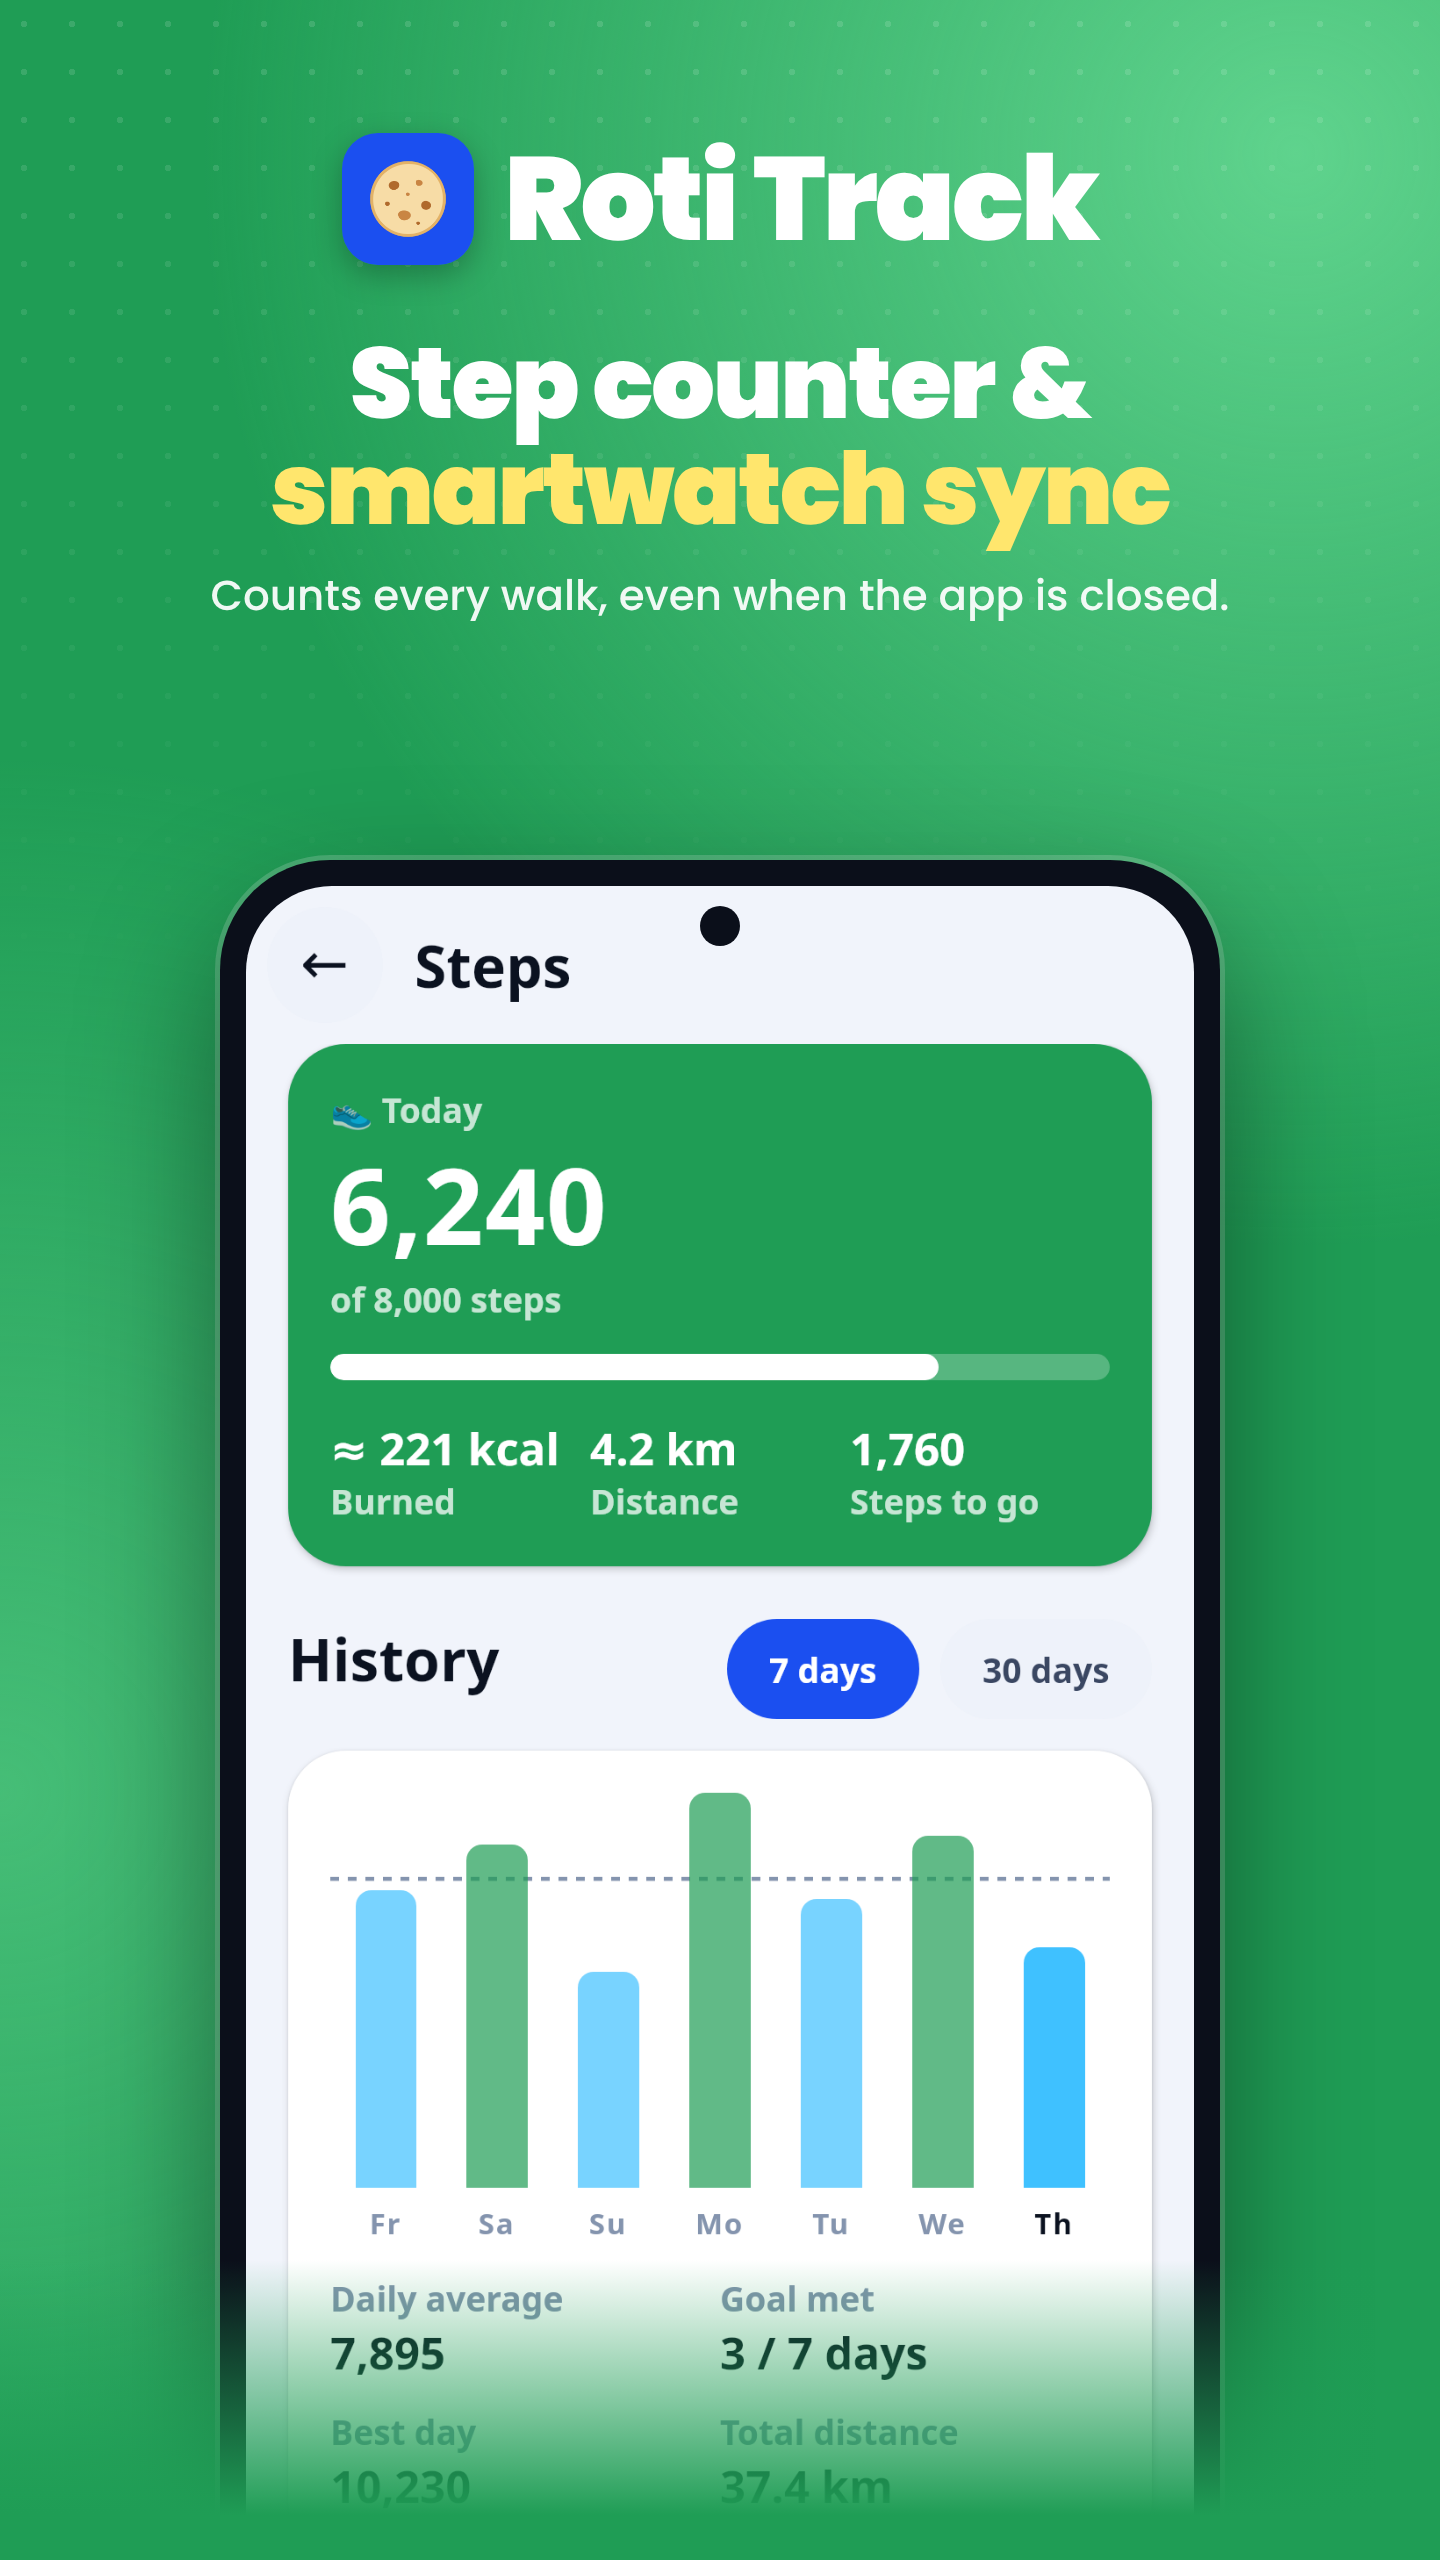 Roti Track
Step counter &
smartwatch sync
Counts every walk, even when the app is closed.
← Steps
👟 Today
6,240
of 8,000 steps
≈ 221 kcal 4.2 km 1,760
Burned Distance Steps to go
History 7 days 30 days
Fr Sa Su Mo Tu We Th
Daily average Goal met
7,895 3 / 7 days
Best day Total distance
10,230 37.4 km